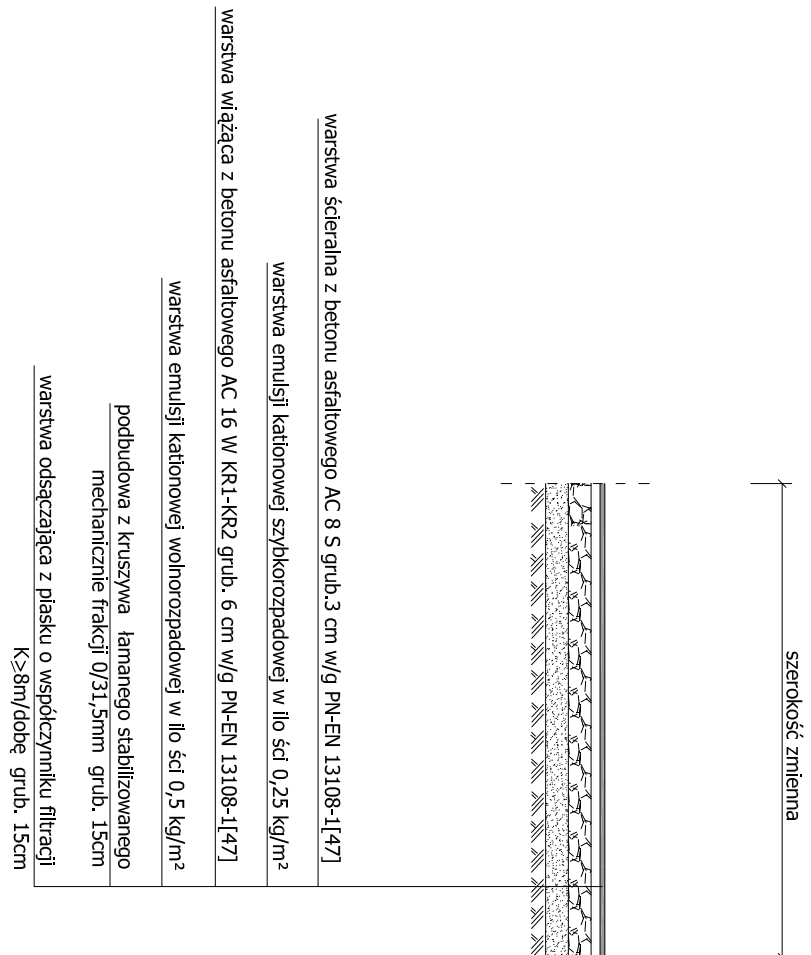 szerokość zmienna
warstwa ścieralna z betonu asfaltowego AC 8 S grub.3 cm w/g PN-EN 13108-1[47]
warstwa emulsji kationowej szybkorozpadowej w ilo ści 0,25 kg/m²
warstwa wiążąca z betonu asfaltowego AC 16 W KR1-KR2 grub. 6 cm w/g PN-EN 13108-1[47]
warstwa emulsji kationowej wolnorozpadowej w ilo ści 0,5 kg/m²
podbudowa z kruszywa łamanego stabilizowanego
mechanicznie frakcji 0/31,5mm grub. 15cm
warstwa odsączająca z piasku o współczynniku filtracji
K≥8m/dobę grub. 15cm